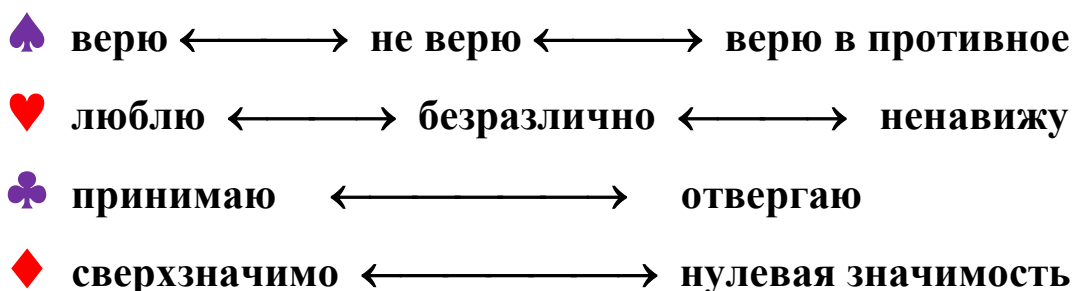 ♠ верю ⟷ не верю ⟷ верю в противное
♥ люблю ⟷ безразлично ⟷ ненавижу
♣ принимаю ⟷ отвергаю
♦ сверхзначимо ⟷ нулевая значимость